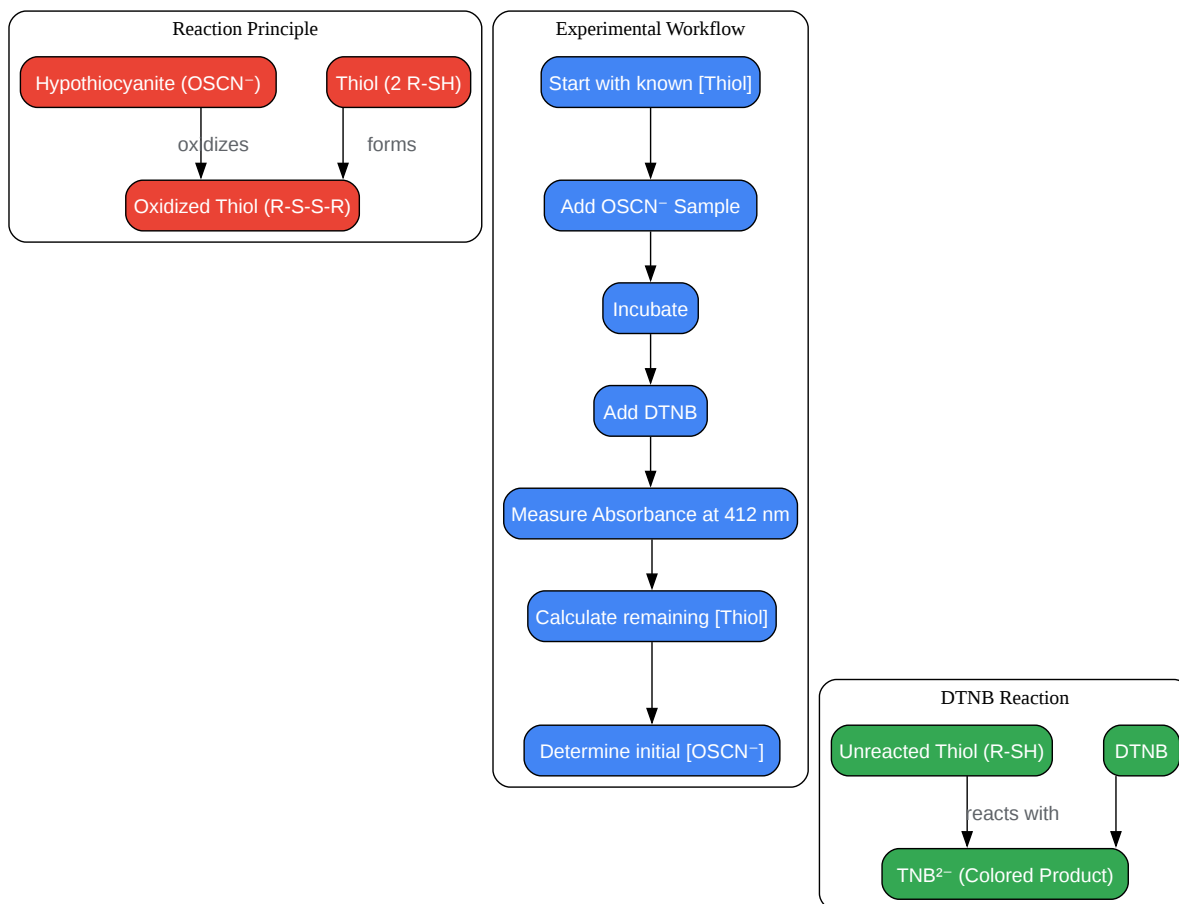 Reaction Principle
Hypothiocyanite (OSCN⁻)
Thiol (2 R-SH)
oxidizes
forms
Oxidized Thiol (R-S-S-R)
Experimental Workflow
Start with known [Thiol]
Add OSCN⁻ Sample
Incubate
Add DTNB
Measure Absorbance at 412 nm
Calculate remaining [Thiol]
Determine initial [OSCN⁻]
DTNB Reaction
Unreacted Thiol (R-SH)
DTNB
reacts with
TNB²⁻ (Colored Product)